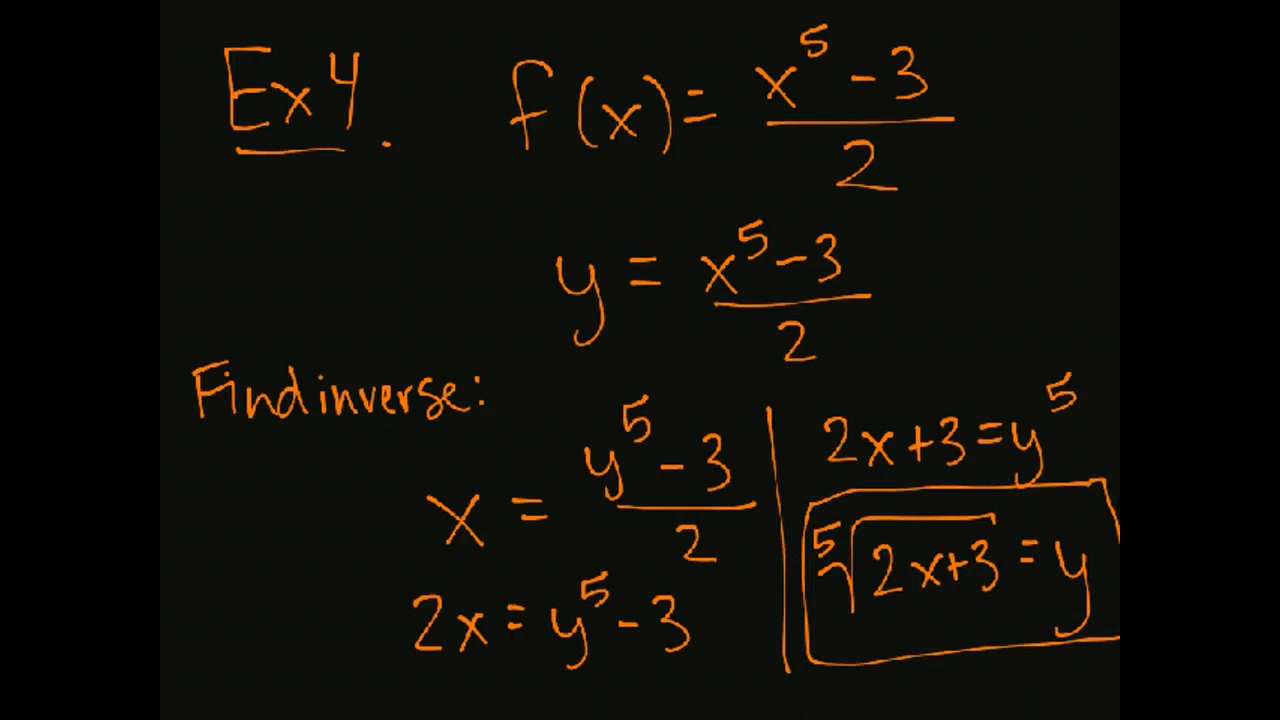 Ex 4. f(x) = (x^5 - 3)/2
y = (x^5 - 3)/2
Find inverse:
x = (y^5 - 3)/2
2x = y^5 - 3
2x + 3 = y^5
⁵√(2x+3) = y